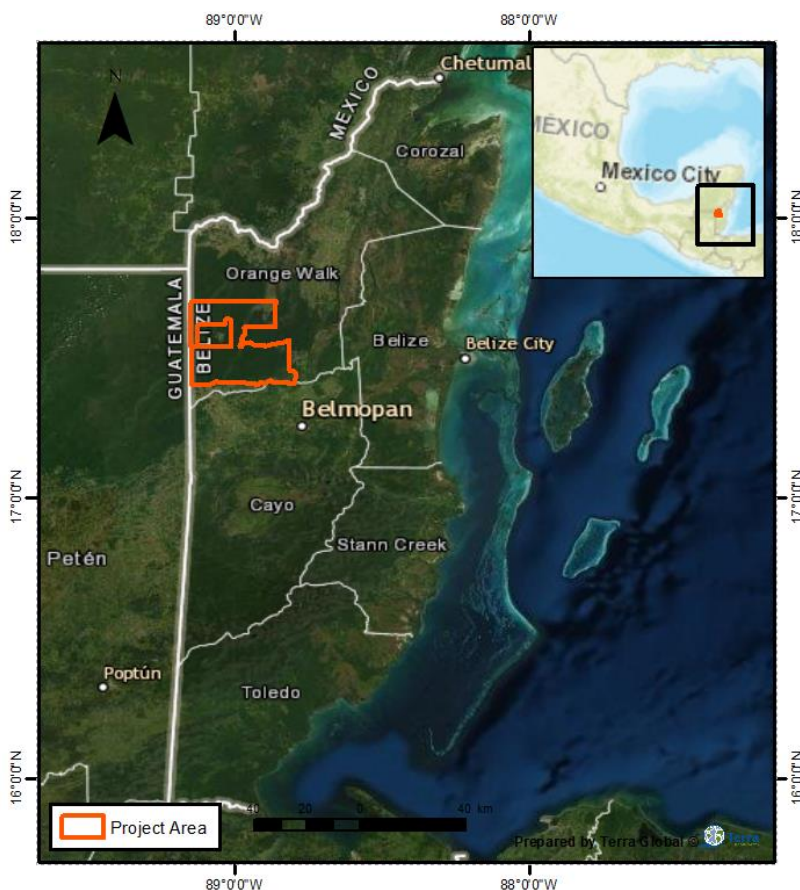 89°0'0"W 88°0'0"W
N
Chetumal
MEXICO
Corozal
MÉXICO
Mexico City
18°0'0"N 18°0'0"N
Orange Walk
GUATEMALA
BELIZE
Belize
Belize City
Belmopan
17°0'0"N 17°0'0"N
Cayo
Stann Creek
Petén
Poptún
Toledo
16°0'0"N 16°0'0"N
Project Area
40 20 0 40 km
Prepared by Terra Global ©
Terra
89°0'0"W 88°0'0"W